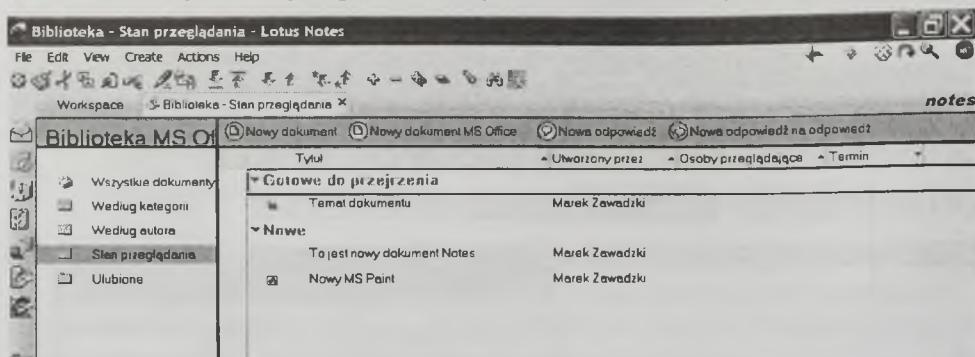 Biblioteka - Stan przeglądania - Lotus Notes
File Edit View Create Actions Help
Workspace Biblioteka - Stan przeglądania
notes
Biblioteka MS Of
Nowy dokument Nowy dokument MS Office Nowa odpowiedź Nowa odpowiedź na odpowiedź
Tytuł Utworzony przez Osoby przeglądające Termin
Wszystkie dokumenty
Według kategorii
Według autora
Stan przeglądania
Ulubione
Gotowe do przejrzenia
Temat dokumentu Marek Zawadzki
Nowe
To jest nowy dokument Notes Marek Zawadzki
Nowy MS Paint Marek Zawadzki